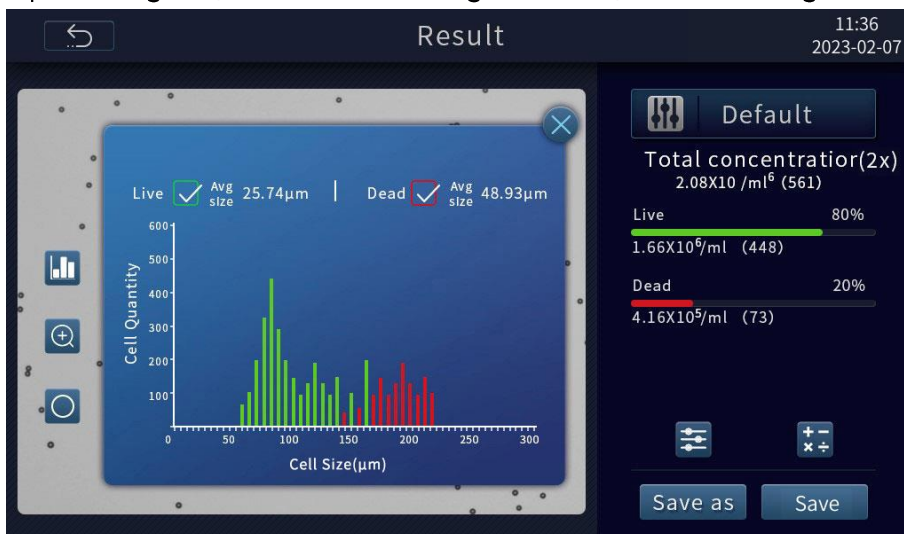 Result
11:36
2023-02-07
Default
Total concentratior(2x)
2.08X10 /ml⁶ (561)
Live 80%
1.66X10⁶/ml (448)
Dead 20%
4.16X10⁵/ml (73)
Save as
Save
Live Avg size 25.74μm | Dead Avg size 48.93μm
Cell Quantity
600
500
400
300
200
100
0 50 100 150 200 250 300
Cell Size(μm)